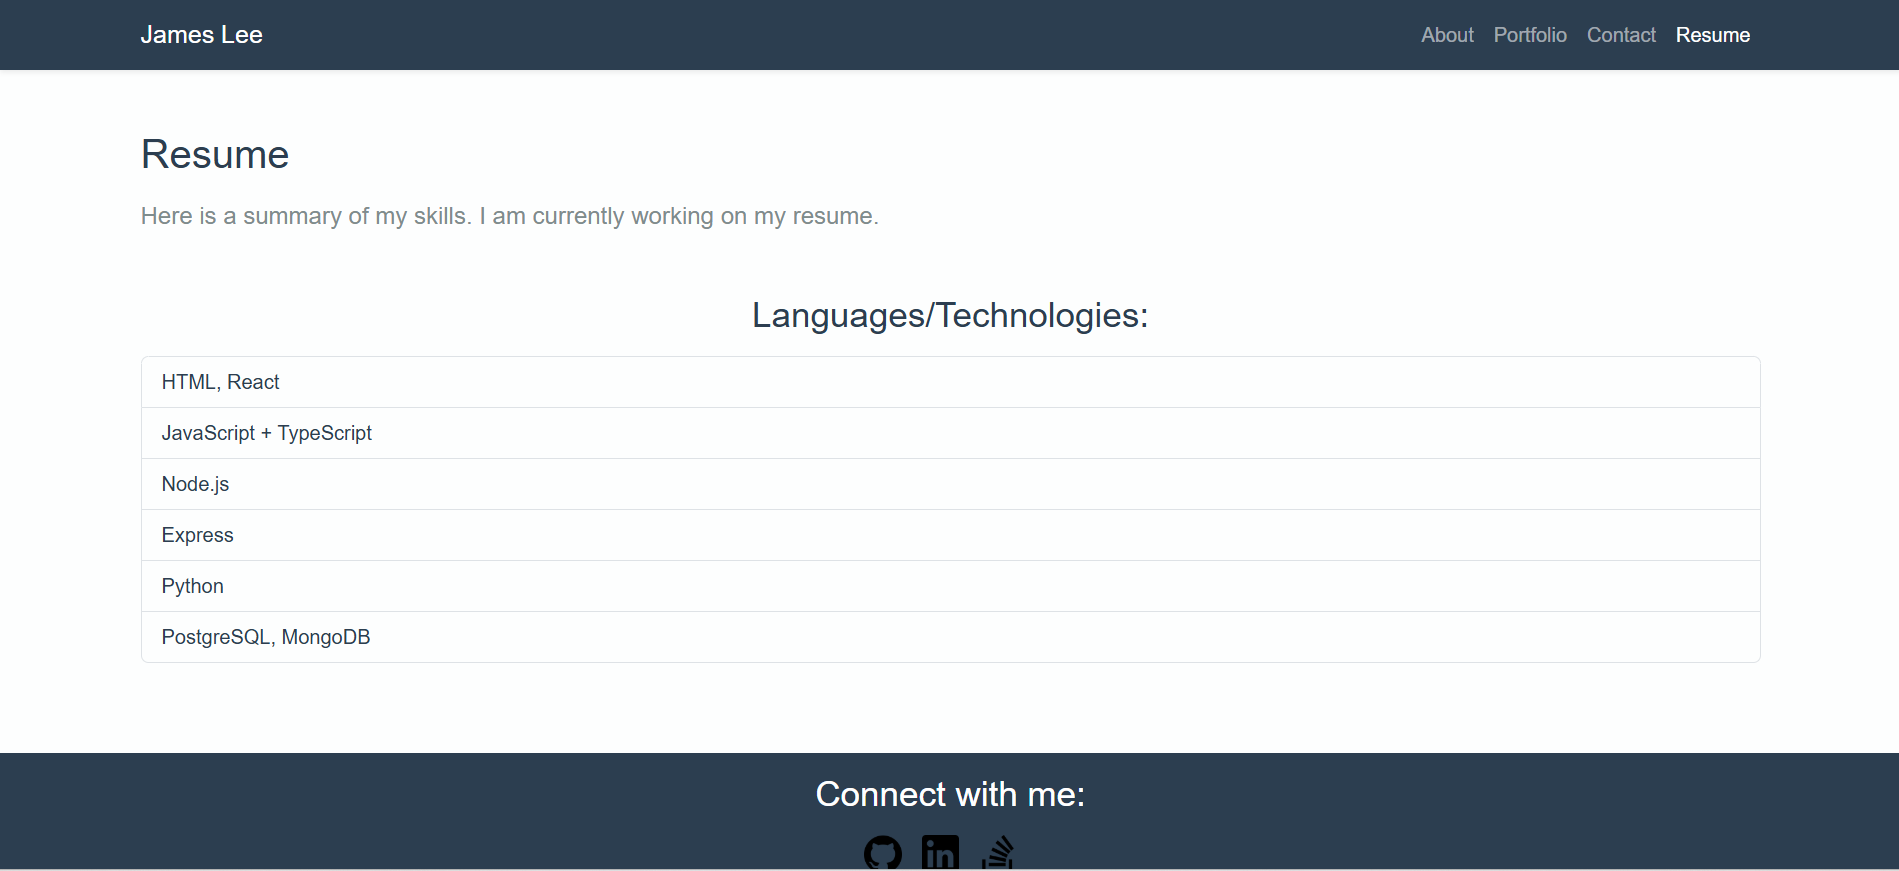 James Lee
About Portfolio Contact Resume
Resume
Here is a summary of my skills. I am currently working on my resume.
Languages/Technologies:
HTML, React
JavaScript + TypeScript
Node.js
Express
Python
PostgreSQL, MongoDB
Connect with me:
in